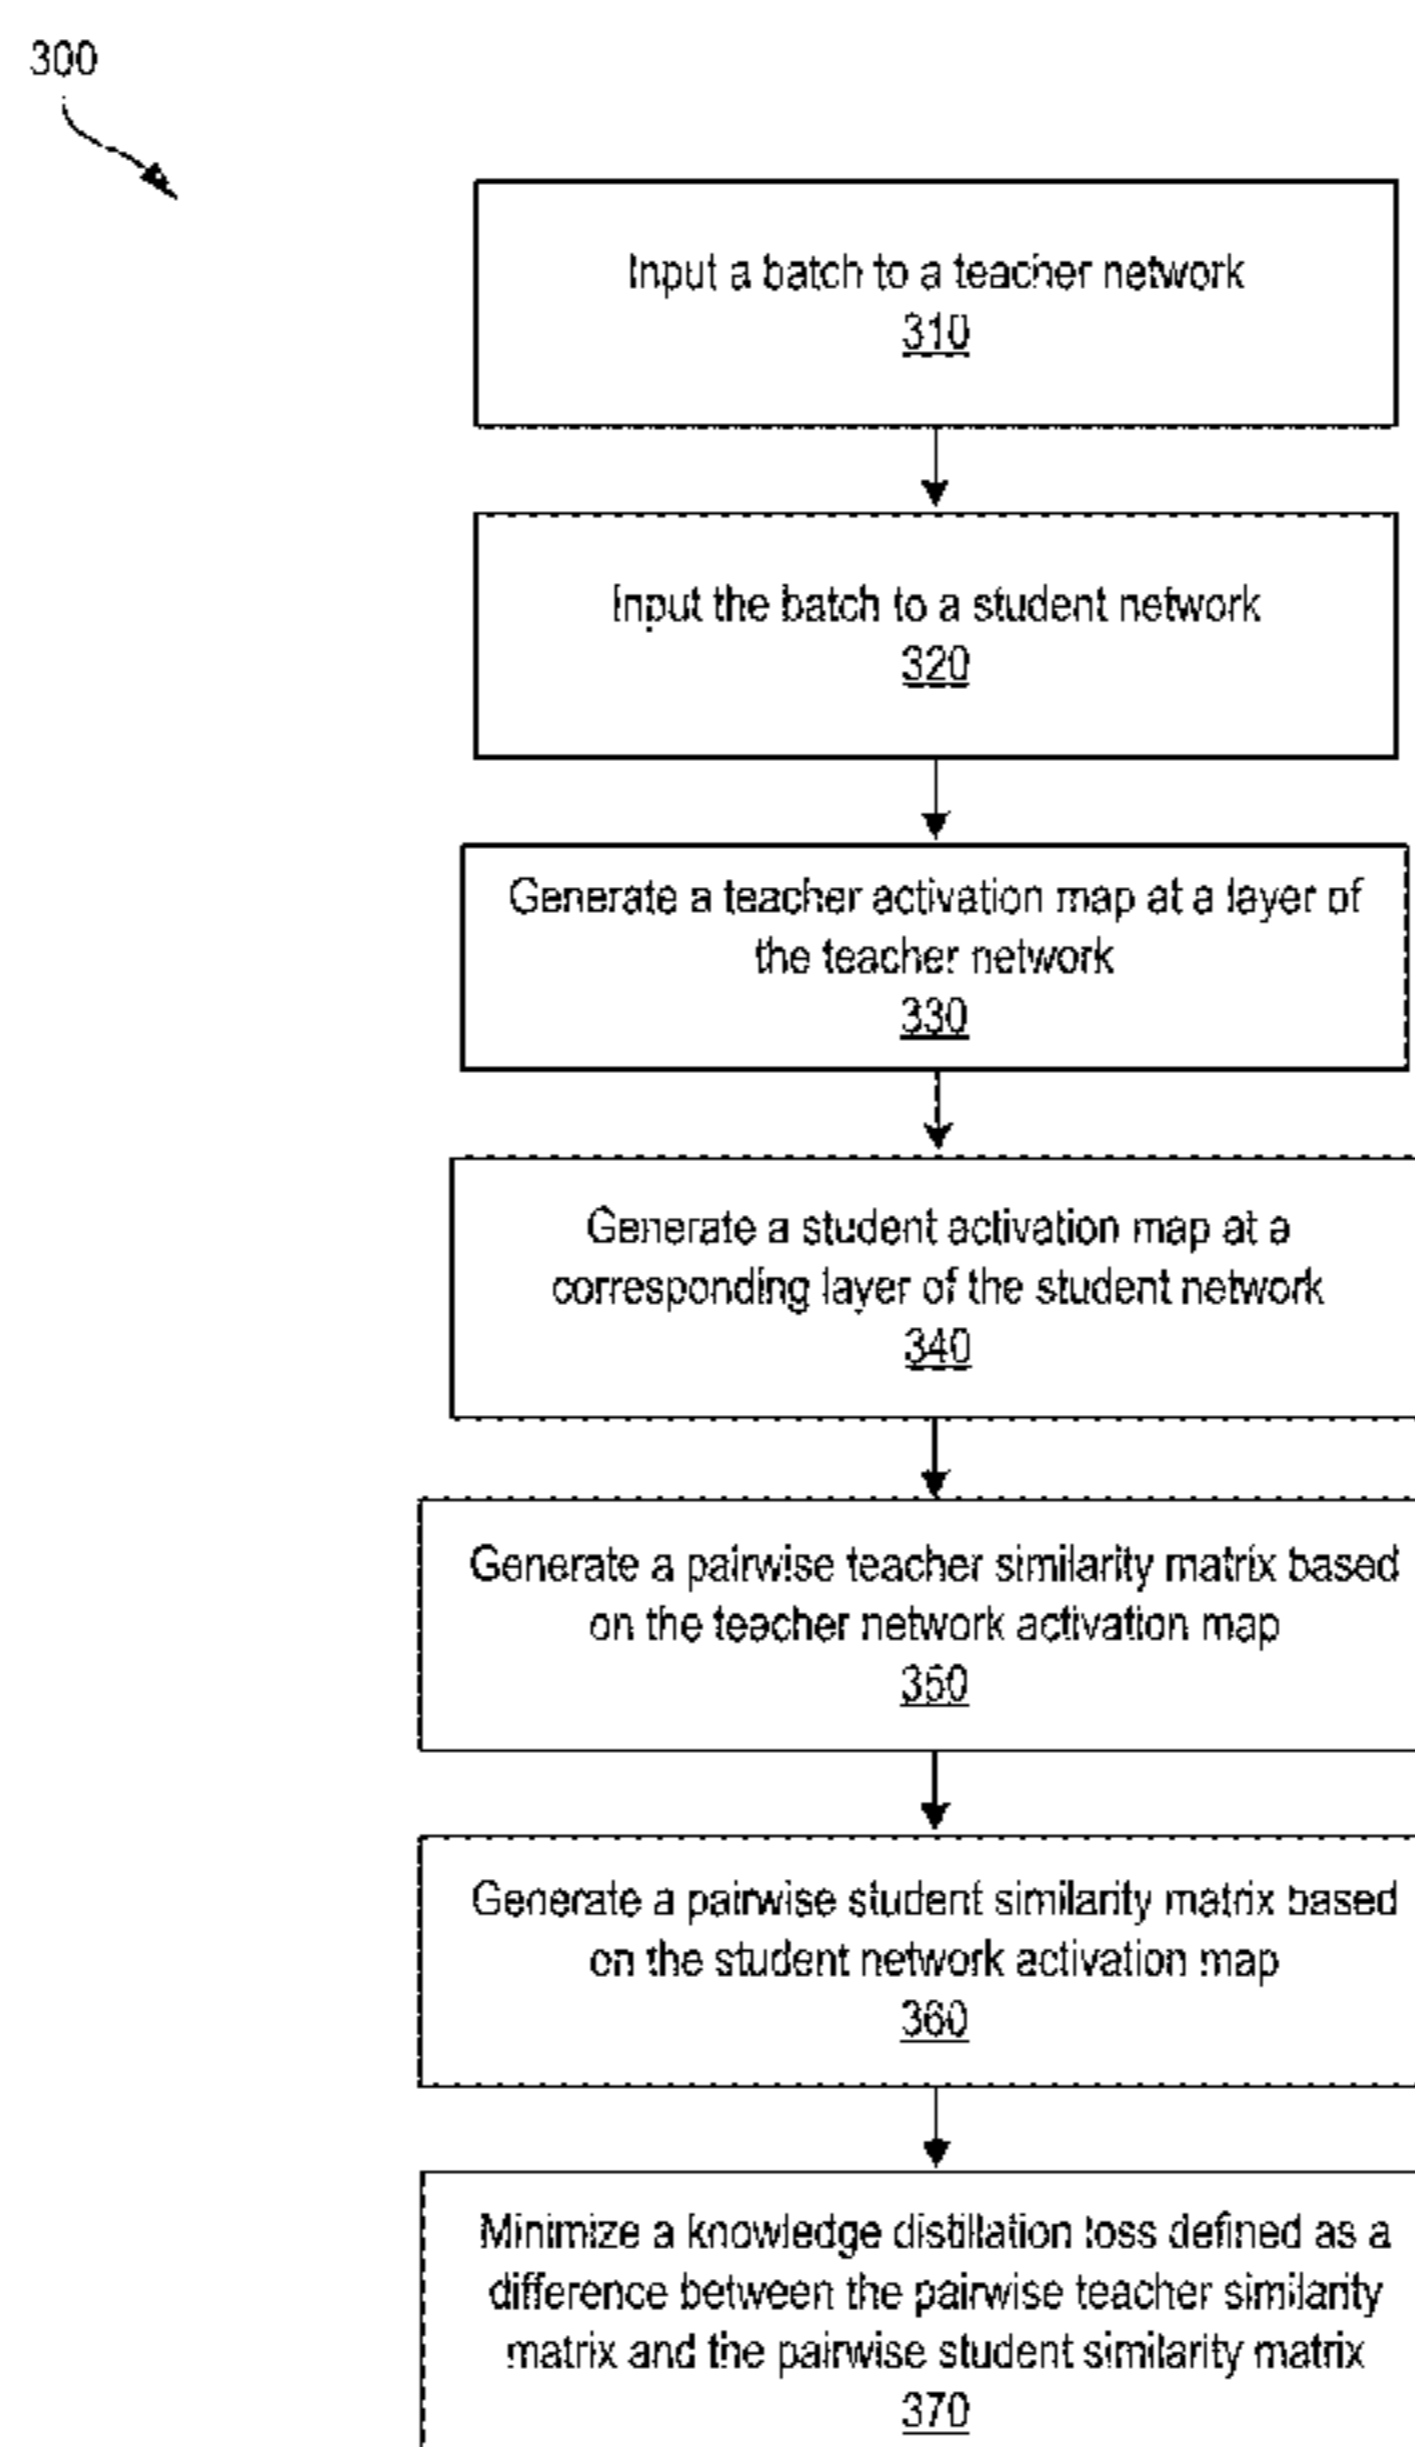 300
Input a batch to a teacher network
310
Input the batch to a student network
320
Generate a teacher activation map at a layer of
the teacher network
330
Generate a student activation map at a
corresponding layer of the student network
340
Generate a pairwise teacher similarity matrix based
on the teacher network activation map
350
Generate a pairwise student similarity matrix based
on the student network activation map
360
Minimize a knowledge distillation loss defined as a
difference between the pairwise teacher similarity
matrix and the pairwise student similarity matrix
370